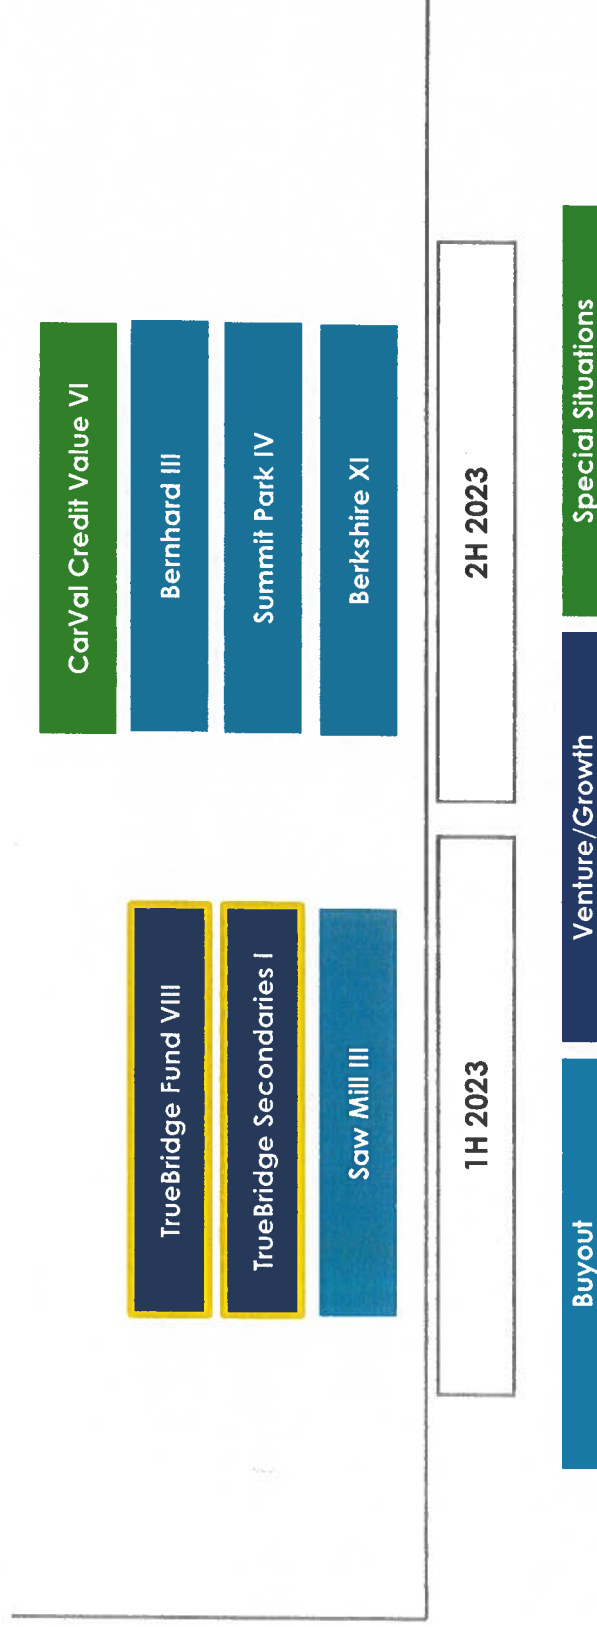 CarVal Credit Value VI
TrueBridge Fund VIII
Bernhard III
TrueBridge Secondaries I
Summit Park IV
Saw Mill III
Berkshire XI
1H 2023
2H 2023
Buyout
Venture/Growth
Special Situations